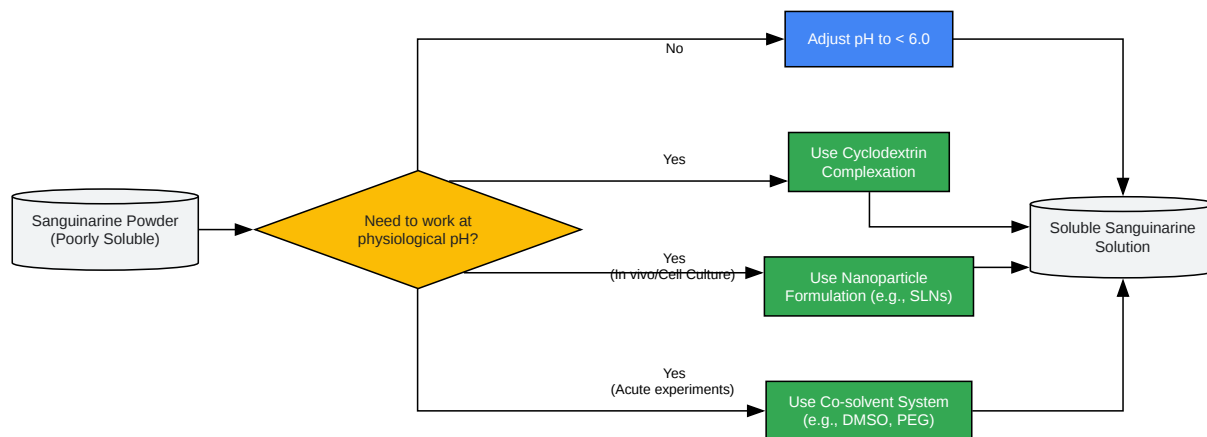 Sanguinarine Powder
(Poorly Soluble)
Need to work at
physiological pH?
No
Adjust pH to < 6.0
Yes
Use Cyclodextrin
Complexation
Yes
(In vivo/Cell Culture)
Use Nanoparticle
Formulation (e.g., SLNs)
Yes
(Acute experiments)
Use Co-solvent System
(e.g., DMSO, PEG)
Soluble Sanguinarine
Solution